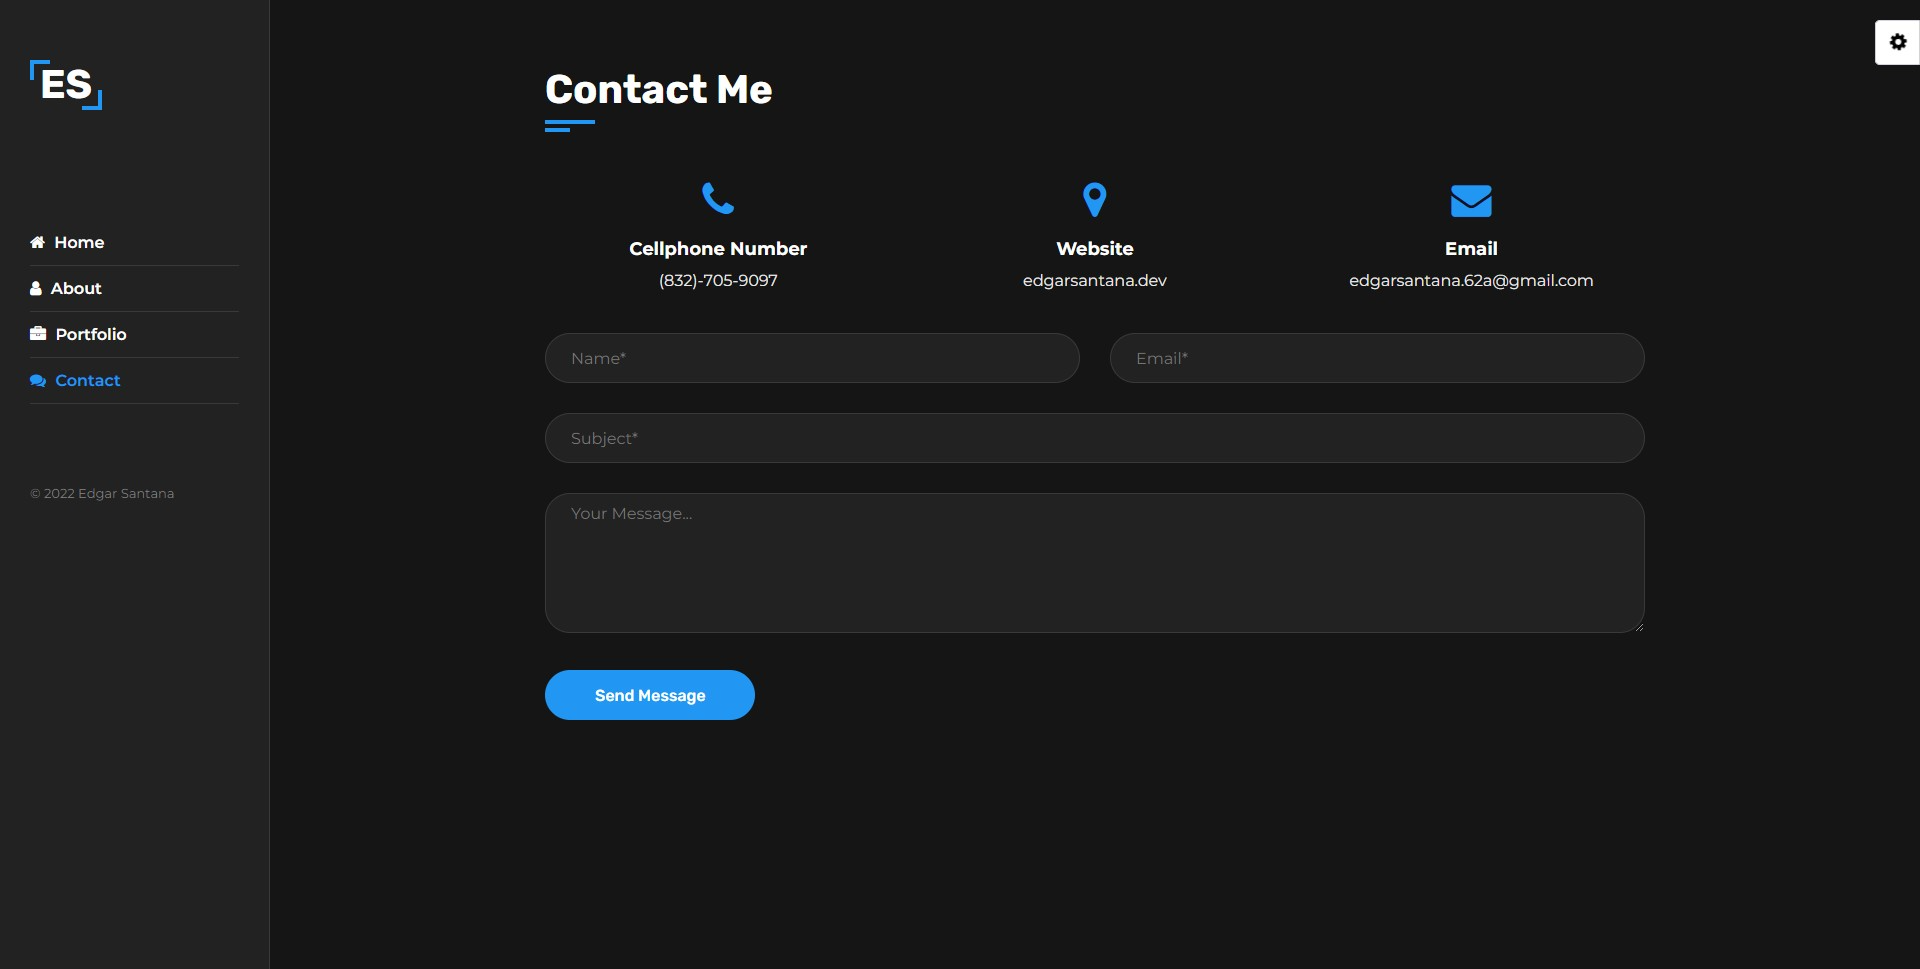 ES
Home
About
Portfolio
Contact
© 2022 Edgar Santana
Contact Me
Cellphone Number
(832)-705-9097
Website
edgarsantana.dev
Email
edgarsantana.62a@gmail.com
Name*
Email*
Subject*
Your Message...
Send Message